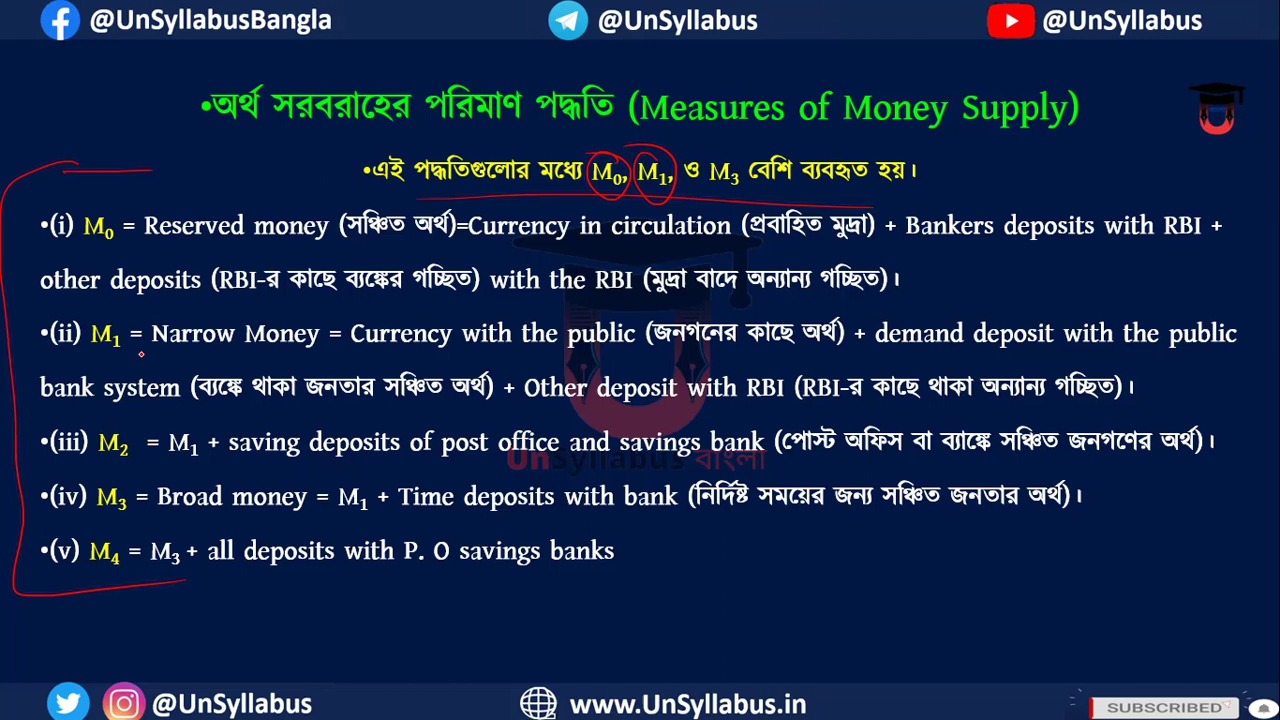 @UnSyllabusBangla @UnSyllabus @UnSyllabus
•অর্থ সরবরাহের পরিমাণ পদ্ধতি (Measures of Money Supply)
•এই পদ্ধতিগুলোর মধ্যে M₀, M₁, ও M₃ বেশি ব্যবহৃত হয়।
•(i) M₀ = Reserved money (সঞ্চিত অর্থ)=Currency in circulation (প্রবাহিত মুদ্রা) + Bankers deposits with RBI +
other deposits (RBI-র কাছে ব্যঙ্কের গচ্ছিত) with the RBI (মুদ্রা বাদে অন্যান্য গচ্ছিত)।
•(ii) M₁ = Narrow Money = Currency with the public (জনগনের কাছে অর্থ) + demand deposit with the public
bank system (ব্যঙ্কে থাকা জনতার সঞ্চিত অর্থ) + Other deposit with RBI (RBI-র কাছে থাকা অন্যান্য গচ্ছিত)।
•(iii) M₂ = M₁ + saving deposits of post office and savings bank (পোস্ট অফিস বা ব্যাঙ্কে সঞ্চিত জনগণের অর্থ)।
UnSyllabus বাংলা
•(iv) M₃ = Broad money = M₁ + Time deposits with bank (নির্দিষ্ট সময়ের জন্য সঞ্চিত জনতার অর্থ)।
•(v) M₄ = M₃ + all deposits with P. O savings banks
@UnSyllabus www.UnSyllabus.in SUBSCRIBED